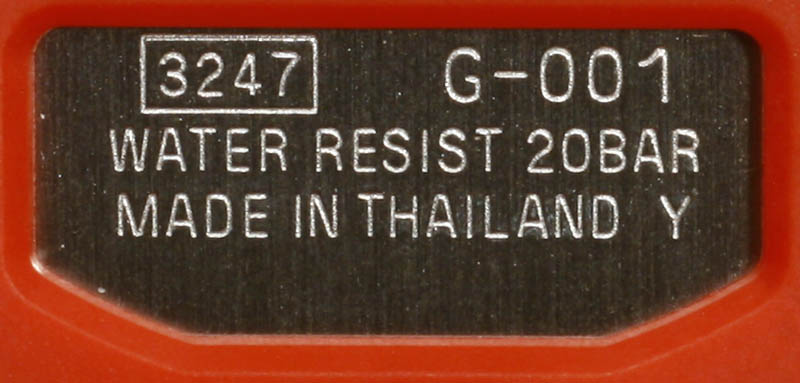 3247 G-001
WATER RESIST 20BAR
MADE IN THAILAND Y